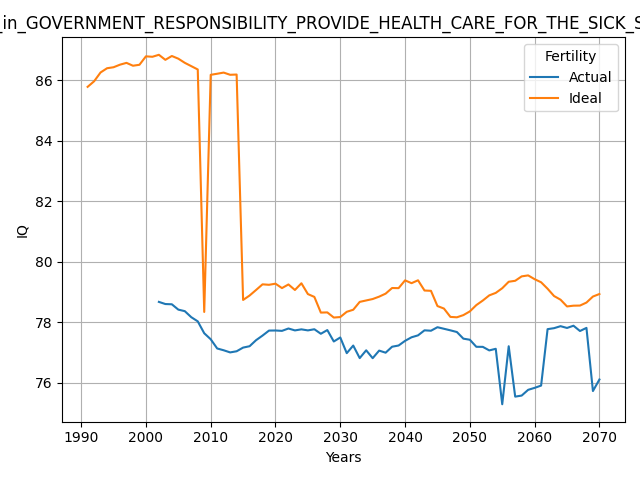 _in_GOVERNMENT_RESPONSIBILITY_PROVIDE_HEALTH_CARE_FOR_THE_SICK_S
Fertility
Actual
Ideal
86
84
82
80
78
76
IQ
1990 2000 2010 2020 2030 2040 2050 2060 2070
Years